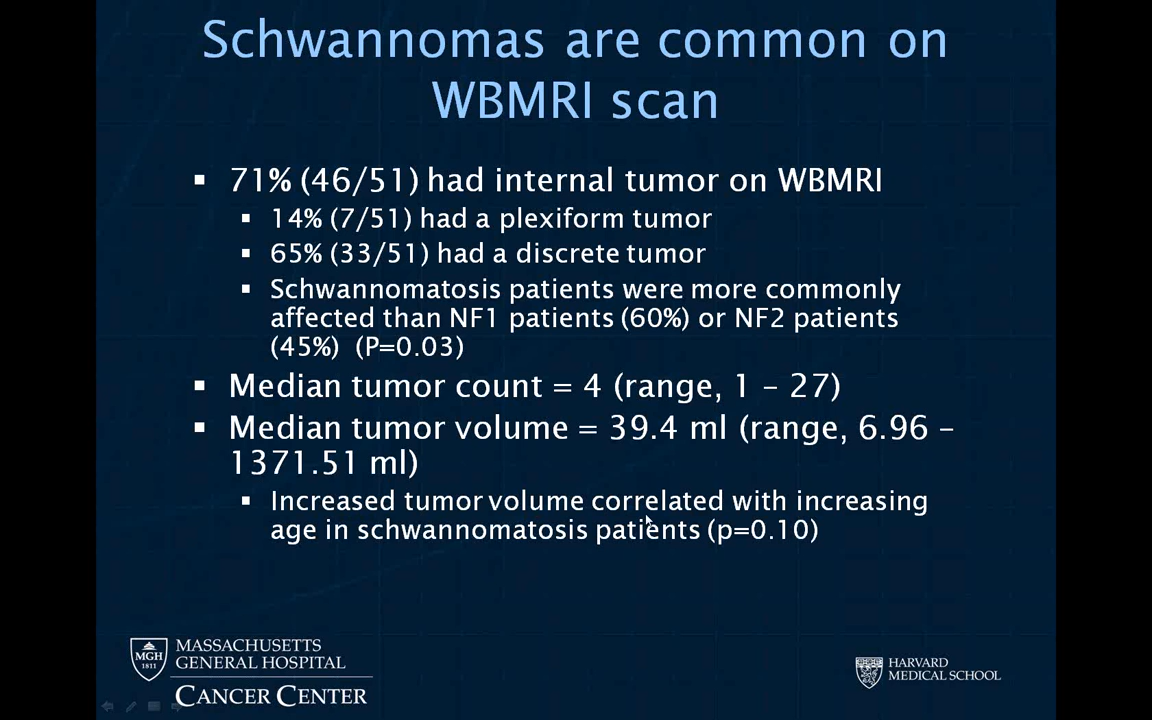 Schwannomas are common on
WBMRI scan
▪ 71% (46/51) had internal tumor on WBMRI
▪ 14% (7/51) had a plexiform tumor
▪ 65% (33/51) had a discrete tumor
▪ Schwannomatosis patients were more commonly
affected than NF1 patients (60%) or NF2 patients
(45%) (P=0.03)
▪ Median tumor count = 4 (range, 1 – 27)
▪ Median tumor volume = 39.4 ml (range, 6.96 –
1371.51 ml)
▪ Increased tumor volume correlated with increasing
age in schwannomatosis patients (p=0.10)
MGH
1811
MASSACHUSETTS
GENERAL HOSPITAL
CANCER CENTER
HARVARD
MEDICAL SCHOOL